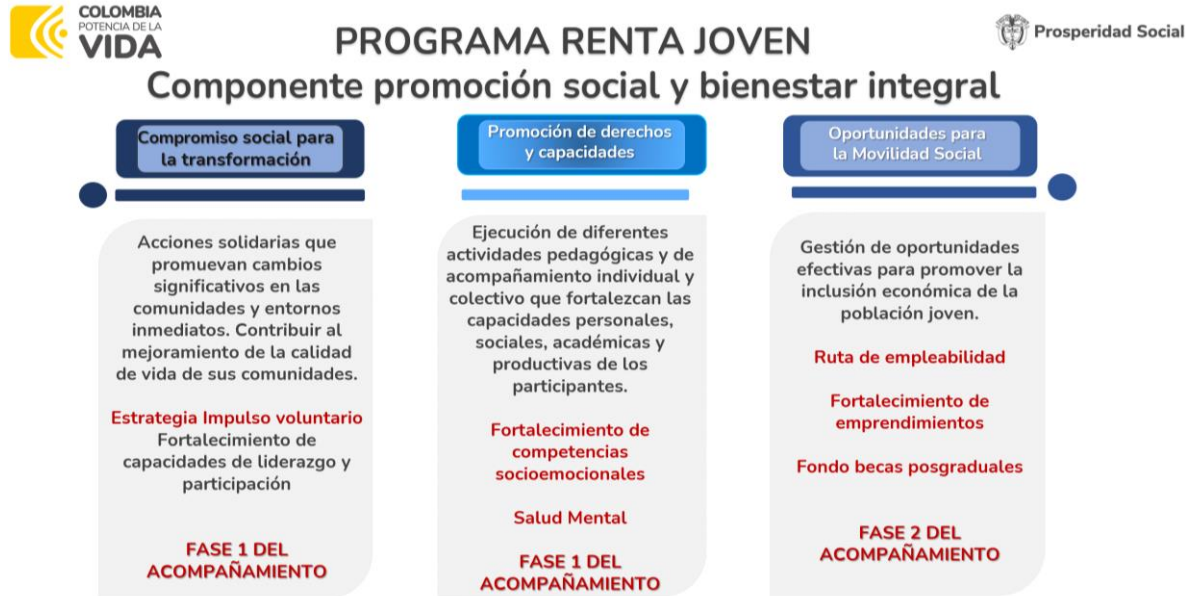 COLOMBIA
POTENCIA DE LA
VIDA
PROGRAMA RENTA JOVEN
Componente promoción social y bienestar integral
Prosperidad Social
Compromiso social para
la transformación
Acciones solidarias que
promuevan cambios
significativos en las
comunidades y entornos
inmediatos. Contribuir al
mejoramiento de la calidad
de vida de sus comunidades.
Estrategia Impulso voluntario
Fortalecimiento de
capacidades de liderazgo y
participación
FASE 1 DEL
ACOMPAÑAMIENTO
Promoción de derechos
y capacidades
Ejecución de diferentes
actividades pedagógicas y de
acompañamiento individual y
colectivo que fortalezcan las
capacidades personales,
sociales, académicas y
productivas de los
participantes.
Fortalecimiento de
competencias
socioemocionales
Salud Mental
FASE 1 DEL
ACOMPAÑAMIENTO
Oportunidades para
la Movilidad Social
Gestión de oportunidades
efectivas para promover la
inclusión económica de la
población joven.
Ruta de empleabilidad
Fortalecimiento de
emprendimientos
Fondo becas posgraduales
FASE 2 DEL
ACOMPAÑAMIENTO